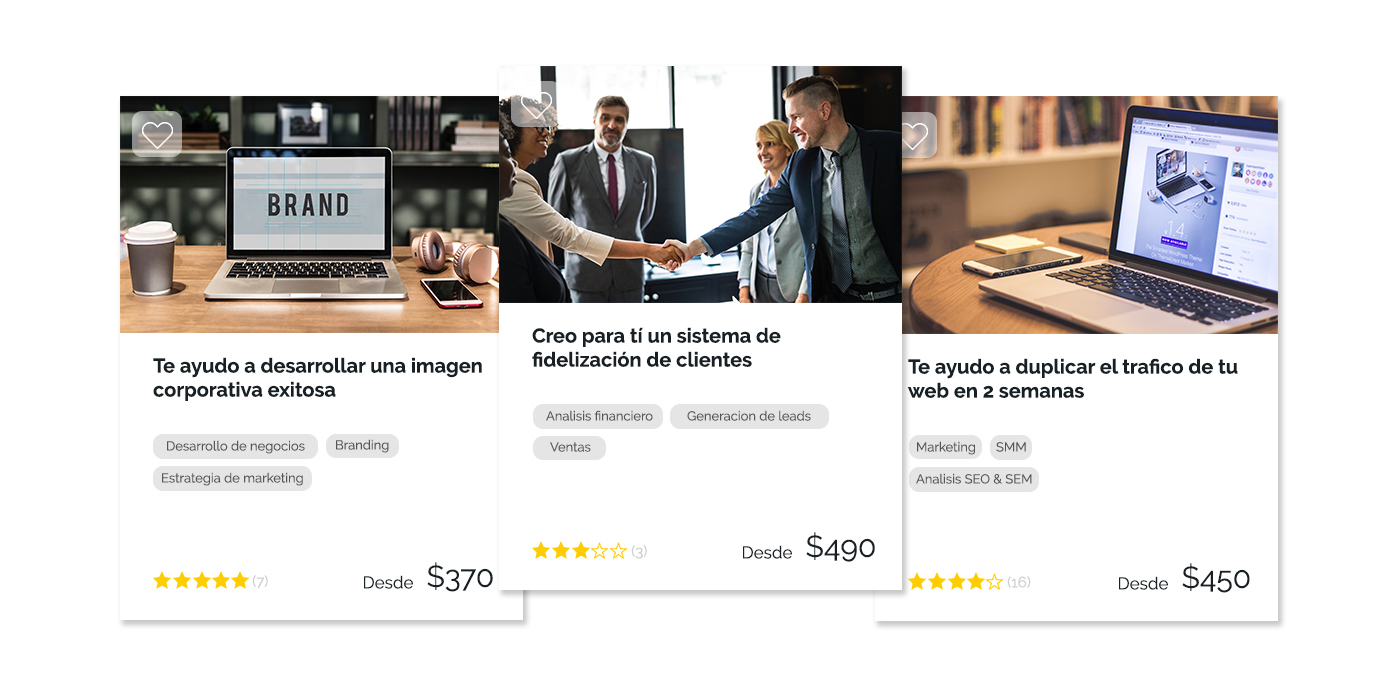 BRAND
Te ayudo a desarrollar una imagen
corporativa exitosa
Desarrollo de negocios
Branding
Estrategia de marketing
(7)
Desde
$370
Creo para tí un sistema de
fidelización de clientes
Analisis financiero
Generacion de leads
Ventas
(3)
Desde
$490
1.4
Te ayudo a duplicar el trafico de tu
web en 2 semanas
Marketing
SMM
Analisis SEO & SEM
(16)
Desde
$450